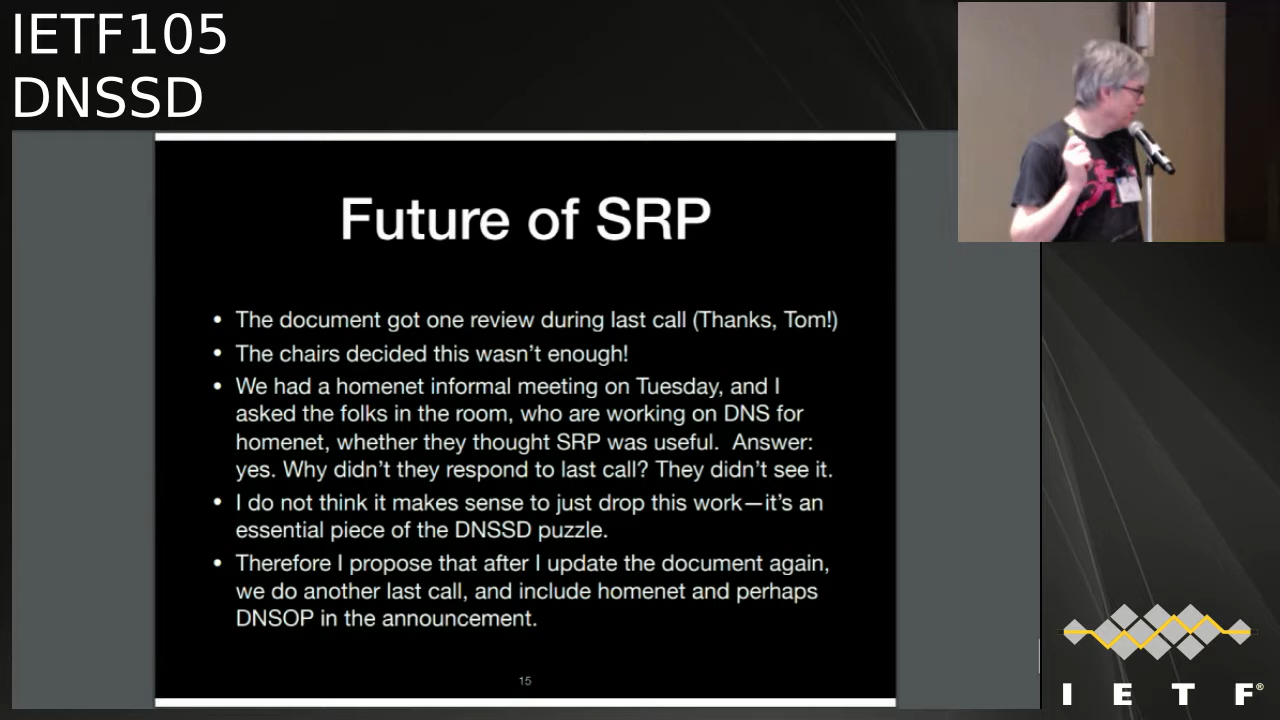 IETF105
DNSSD
Future of SRP
• The document got one review during last call (Thanks, Tom!)
• The chairs decided this wasn’t enough!
• We had a homenet informal meeting on Tuesday, and I
asked the folks in the room, who are working on DNS for
homenet, whether they thought SRP was useful.  Answer:
yes. Why didn’t they respond to last call? They didn’t see it.
• I do not think it makes sense to just drop this work—it’s an
essential piece of the DNSSD puzzle.
• Therefore I propose that after I update the document again,
we do another last call, and include homenet and perhaps
DNSOP in the announcement.
15
I E T F®